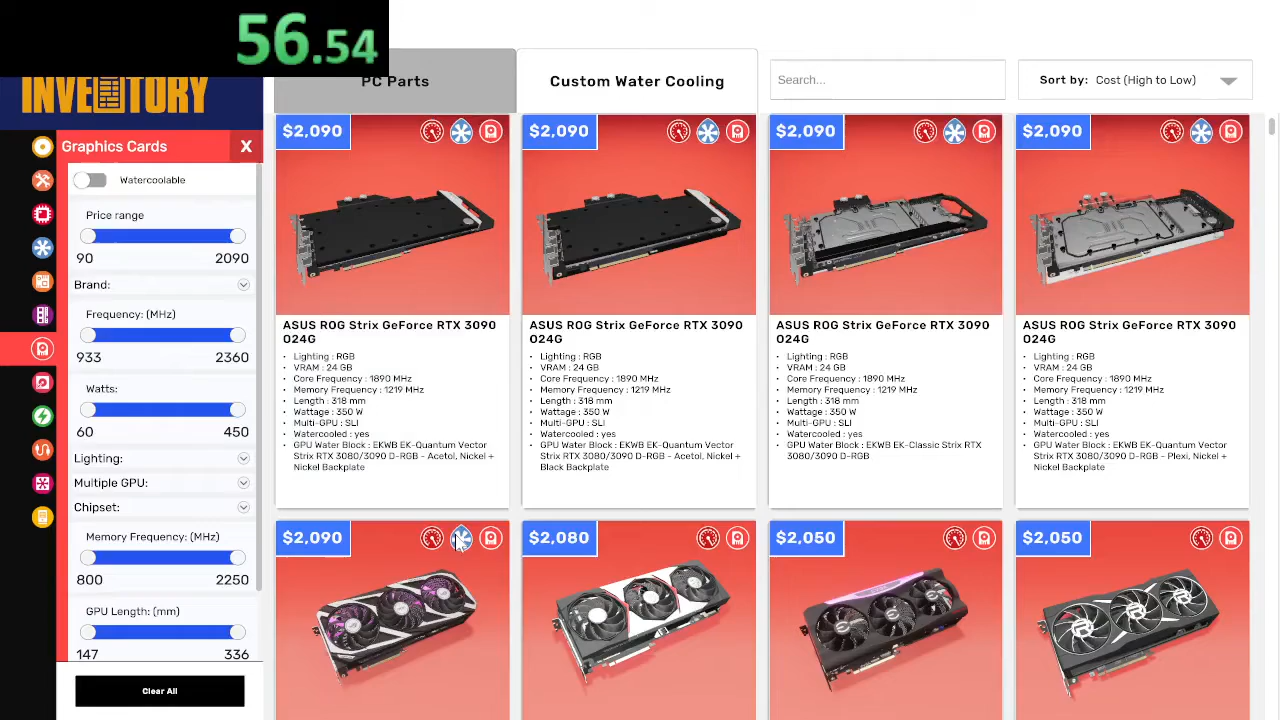 56.54
INVENTORY
PC Parts
Custom Water Cooling
Search...
Sort by: Cost (High to Low)
Graphics Cards
X
Watercoolable
Price range
90 2090
Brand:
Frequency: (MHz)
933 2360
Watts:
60 450
Lighting:
Multiple GPU:
Chipset:
Memory Frequency: (MHz)
800 2250
GPU Length: (mm)
147 336
Clear All
$2,090
ASUS ROG Strix GeForce RTX 3090
O24G
• Lighting : RGB
• VRAM : 24 GB
• Core Frequency : 1890 MHz
• Memory Frequency : 1219 MHz
• Length : 318 mm
• Wattage : 350 W
• Multi-GPU : SLI
• Watercooled : yes
• GPU Water Block : EKWB EK-Quantum Vector
Strix RTX 3080/3090 D-RGB - Acetol, Nickel +
Nickel Backplate
$2,090
ASUS ROG Strix GeForce RTX 3090
O24G
• Lighting : RGB
• VRAM : 24 GB
• Core Frequency : 1890 MHz
• Memory Frequency : 1219 MHz
• Length : 318 mm
• Wattage : 350 W
• Multi-GPU : SLI
• Watercooled : yes
• GPU Water Block : EKWB EK-Quantum Vector
Strix RTX 3080/3090 D-RGB - Acetol, Nickel +
Black Backplate
$2,090
ASUS ROG Strix GeForce RTX 3090
O24G
• Lighting : RGB
• VRAM : 24 GB
• Core Frequency : 1890 MHz
• Memory Frequency : 1219 MHz
• Length : 318 mm
• Wattage : 350 W
• Multi-GPU : SLI
• Watercooled : yes
• GPU Water Block : EKWB EK-Classic Strix RTX
3080/3090 D-RGB
$2,090
ASUS ROG Strix GeForce RTX 3090
O24G
• Lighting : RGB
• VRAM : 24 GB
• Core Frequency : 1890 MHz
• Memory Frequency : 1219 MHz
• Length : 318 mm
• Wattage : 350 W
• Multi-GPU : SLI
• Watercooled : yes
• GPU Water Block : EKWB EK-Quantum Vector
Strix RTX 3080/3090 D-RGB - Plexi, Nickel +
Nickel Backplate
$2,090
$2,080
$2,050
$2,050